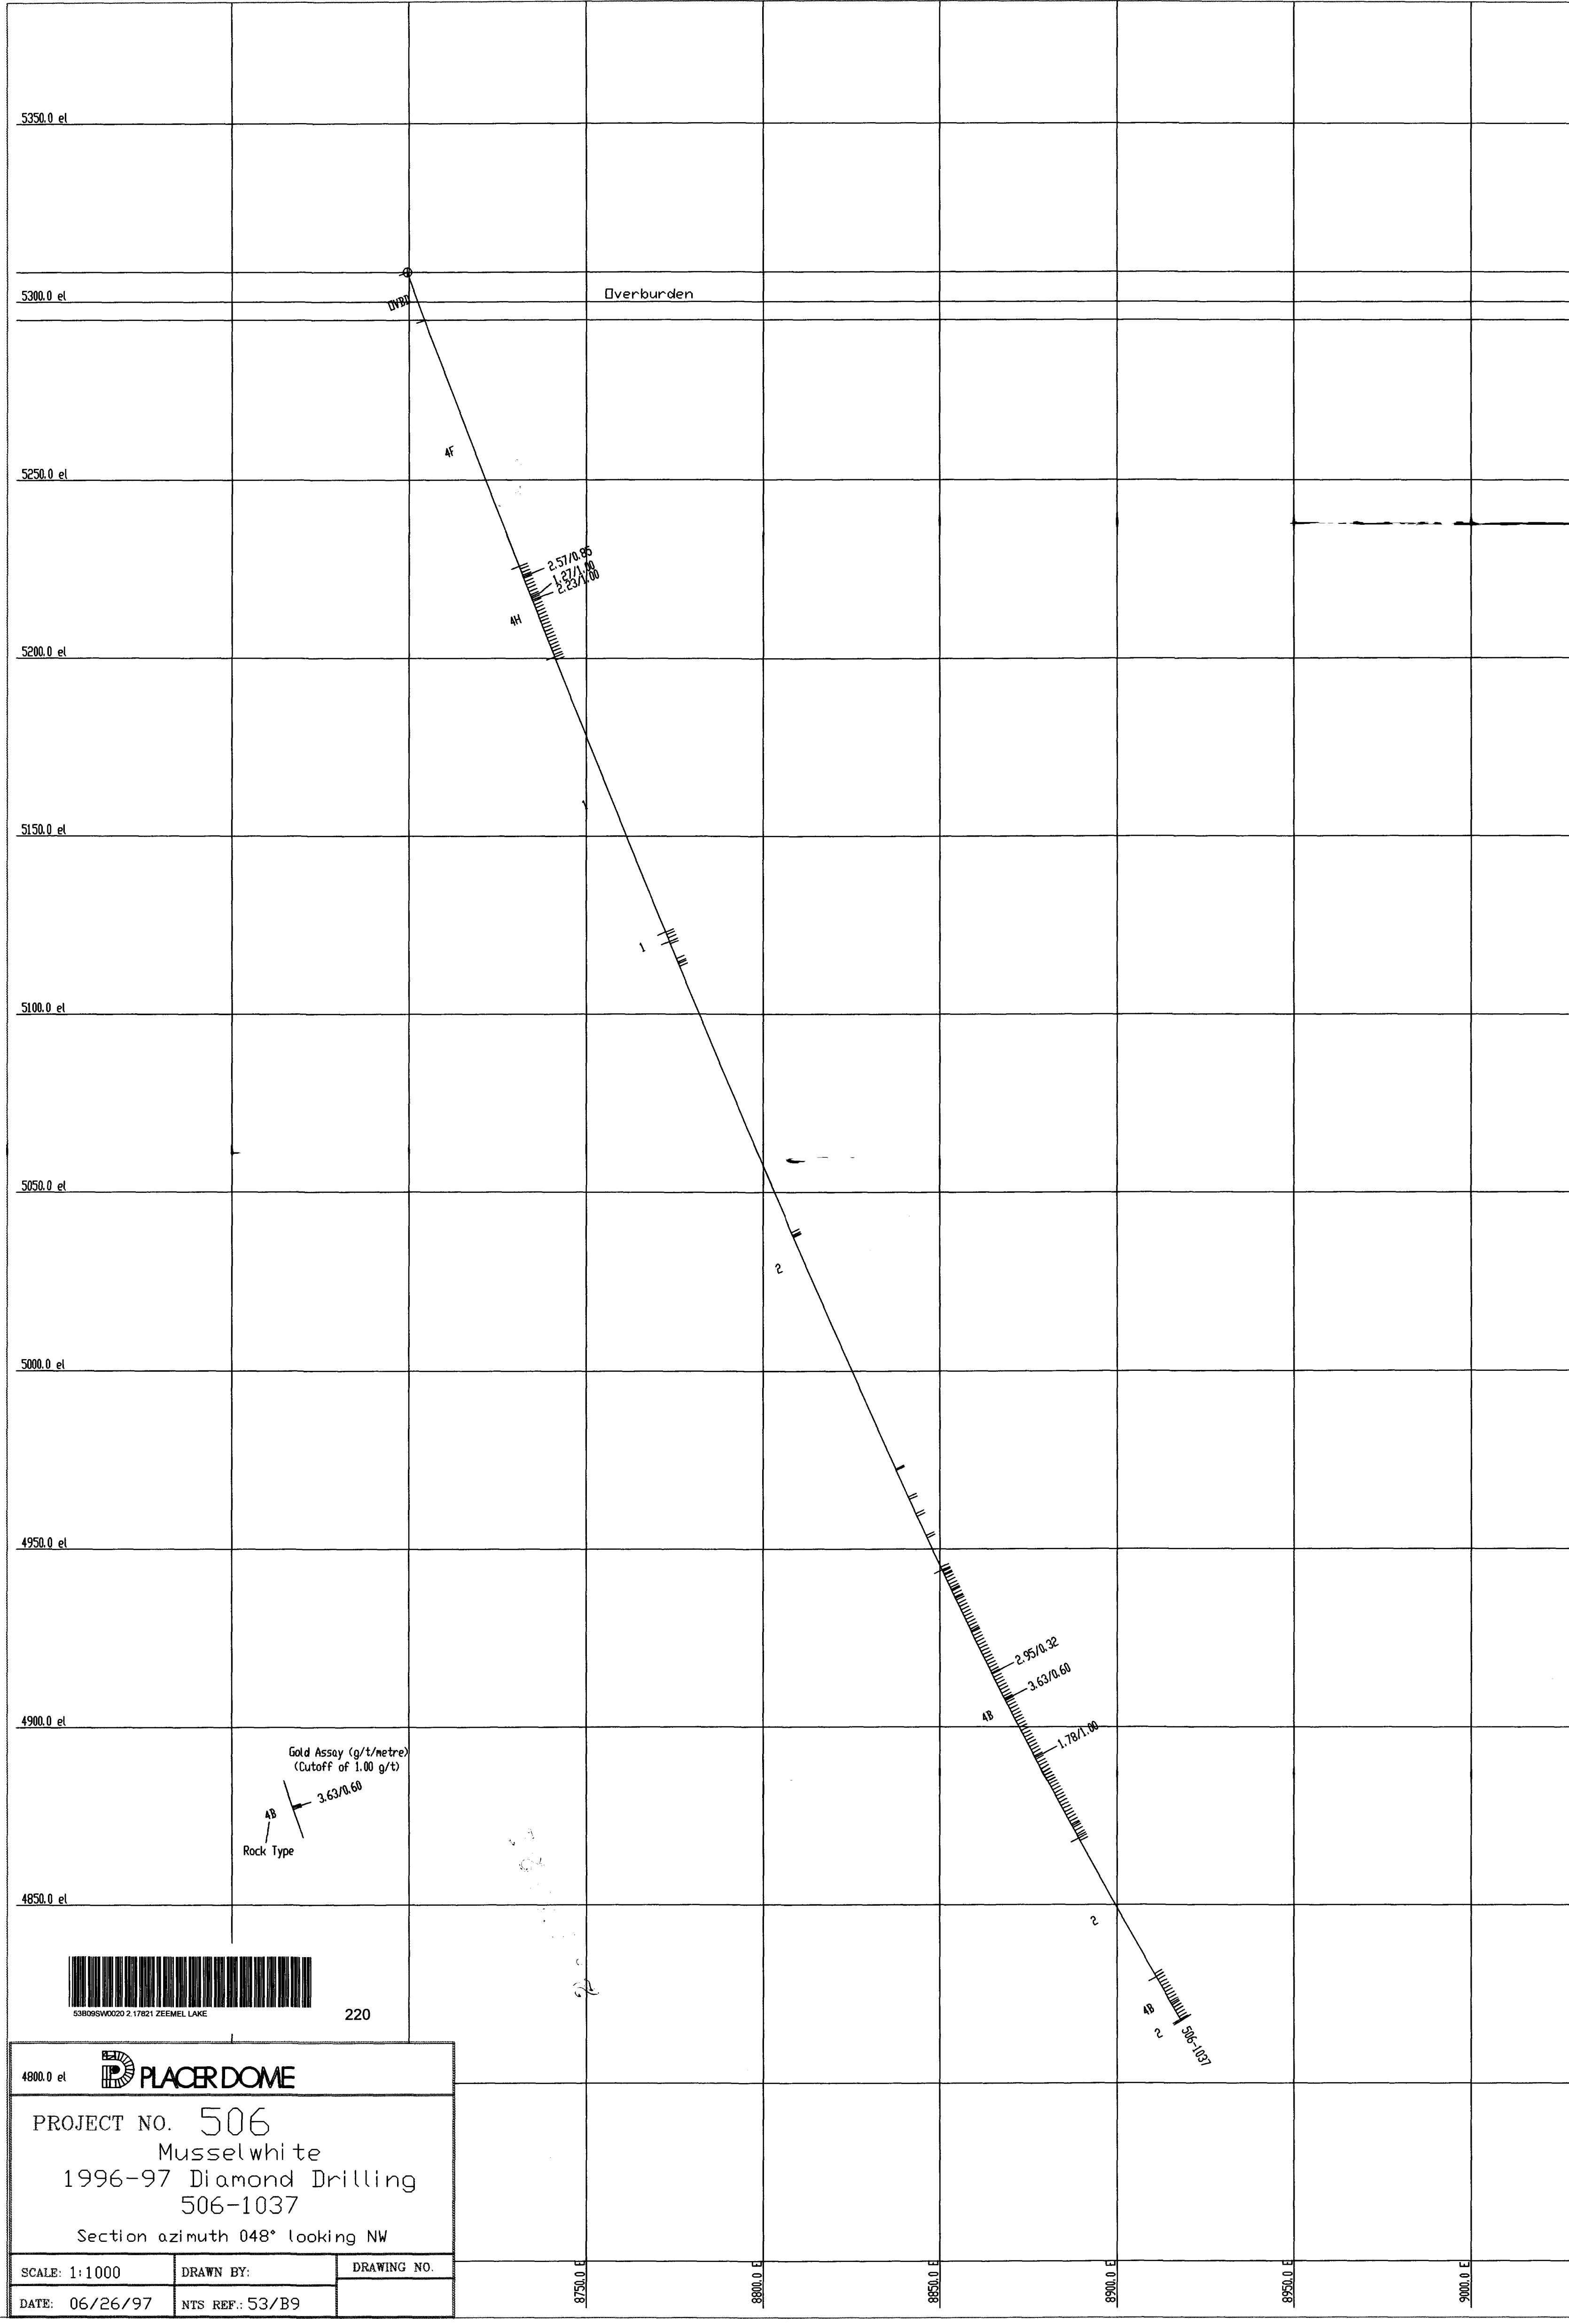 5350.0 el
5300.0 el
OVBD
Overburden
4F
5250.0 el
2.57/0.85
1.27/1.00
2.23/1.00
4H
5200.0 el
1
5150.0 el
1
5100.0 el
5050.0 el
2
5000.0 el
4950.0 el
2.95/0.32
3.63/0.60
4B
4900.0 el
1.78/1.00
Gold Assay (g/t/metre)
(Cutoff of 1.00 g/t)
3.63/0.60
4B
Rock Type
4850.0 el
2
4B
2
506-1037
53B09SW0020 2.17821 ZEEMEL LAKE
220
4800.0 el
PLACER DOME
PROJECT NO. 506
Musselwhite
1996-97 Diamond Drilling
506-1037
Section azimuth 048° looking NW
SCALE: 1:1000
DRAWN BY:
DRAWING NO.
DATE: 06/26/97
NTS REF.: 53/B9
8750.0 E
8800.0 E
8850.0 E
8900.0 E
8950.0 E
9000.0 E